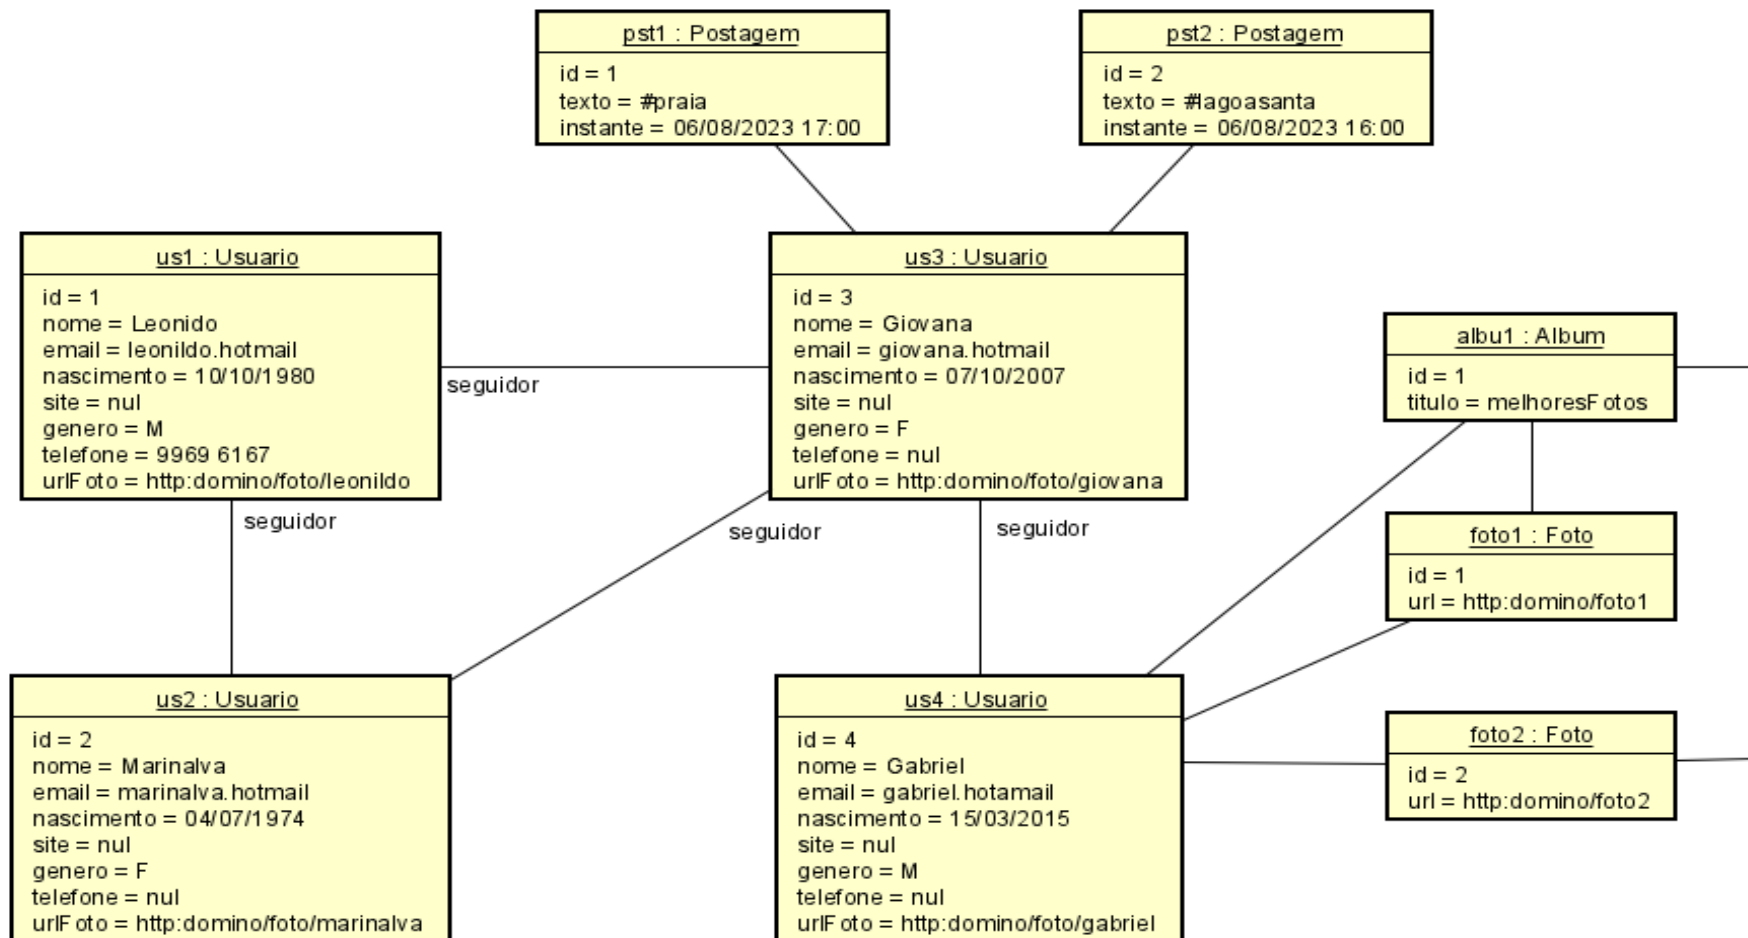 pst1 : Postagem
id = 1
texto = #praia
instante = 06/08/2023 17:00
pst2 : Postagem
id = 2
texto = #lagoasanta
instante = 06/08/2023 16:00
us1 : Usuario
id = 1
nome = Leonido
email = leonildo.hotmail
nascimento = 10/10/1980
site = nul
genero = M
telefone = 9969 6167
urlFoto = http:domino/foto/leonildo
seguidor
us3 : Usuario
id = 3
nome = Giovana
email = giovana.hotmail
nascimento = 07/10/2007
site = nul
genero = F
telefone = nul
urlFoto = http:domino/foto/giovana
albu1 : Album
id = 1
titulo = melhoresFotos
seguidor
seguidor
seguidor
foto1 : Foto
id = 1
url = http:domino/foto1
us2 : Usuario
id = 2
nome = Marinalva
email = marinalva.hotmail
nascimento = 04/07/1974
site = nul
genero = F
telefone = nul
urlFoto = http:domino/foto/marinalva
us4 : Usuario
id = 4
nome = Gabriel
email = gabriel.hotamail
nascimento = 15/03/2015
site = nul
genero = M
telefone = nul
urlFoto = http:domino/foto/gabriel
foto2 : Foto
id = 2
url = http:domino/foto2